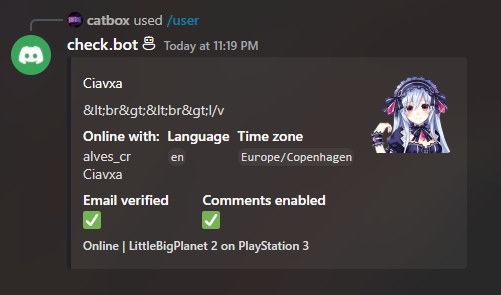 catbox used /user
check.bot Today at 11:19 PM
Ciavxa
&lt;br&gt;&lt;br&gt;l/v
Online with: Language Time zone
alves_cr en Europe/Copenhagen
Ciavxa
Email verified Comments enabled
Online | LittleBigPlanet 2 on PlayStation 3